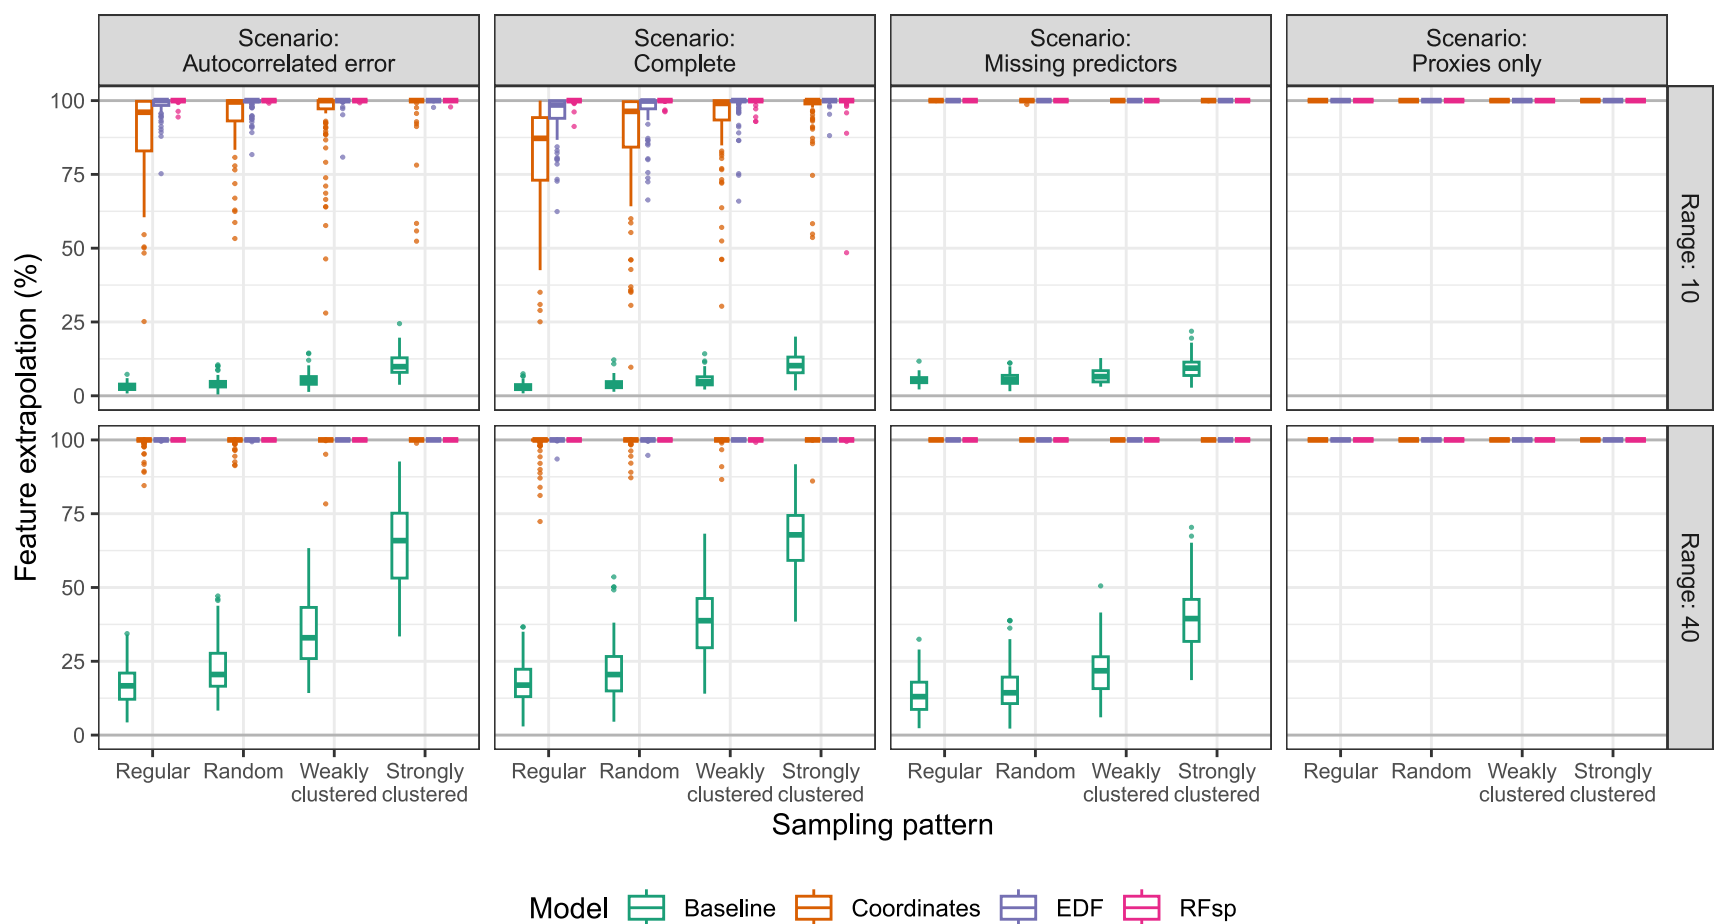 Scenario:
Autocorrelated error
Scenario:
Complete
Scenario:
Missing predictors
Scenario:
Proxies only
Feature extrapolation (%)
100
75
50
25
0
Range: 10
100
75
50
25
0
Range: 40
Regular Random Weakly clustered Strongly clustered
Regular Random Weakly clustered Strongly clustered
Regular Random Weakly clustered Strongly clustered
Regular Random Weakly clustered Strongly clustered
Sampling pattern
Model Baseline Coordinates EDF RFsp